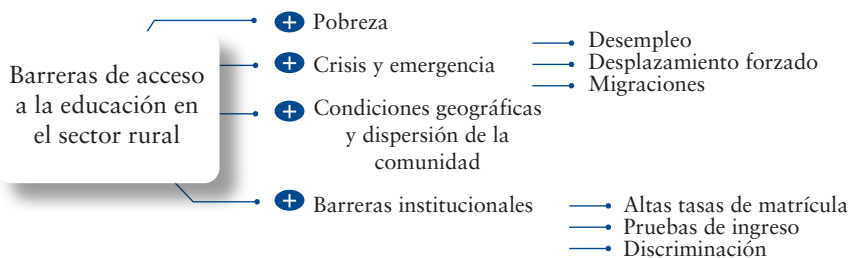 Barreras de acceso
a la educación en
el sector rural
Pobreza
Crisis y emergencia
Desempleo
Desplazamiento forzado
Migraciones
Condiciones geográficas
y dispersión de la
comunidad
Barreras institucionales
Altas tasas de matrícula
Pruebas de ingreso
Discriminación